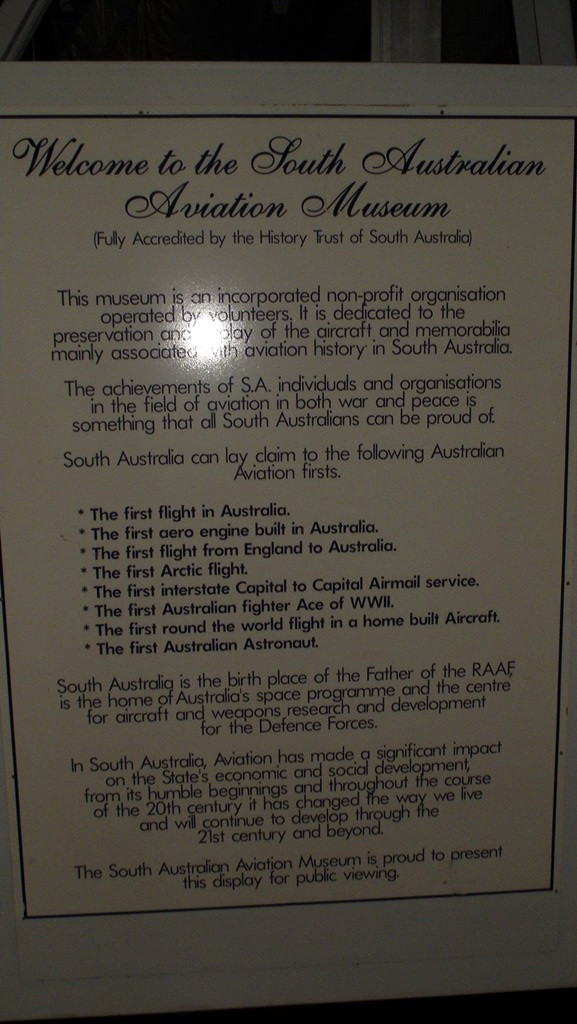 Welcome to the South Australian
Aviation Museum
(Fully Accredited by the History Trust of South Australia)
This museum is an incorporated non-profit organisation
operated by volunteers. It is dedicated to the
preservation and display of the aircraft and memorabilia
mainly associated with aviation history in South Australia.
The achievements of S.A. individuals and organisations
in the field of aviation in both war and peace is
something that all South Australians can be proud of.
South Australia can lay claim to the following Australian
Aviation firsts.
* The first flight in Australia.
* The first aero engine built in Australia.
* The first flight from England to Australia.
* The first Arctic flight.
* The first interstate Capital to Capital Airmail service.
* The first Australian fighter Ace of WWII.
* The first round the world flight in a home built Aircraft.
* The first Australian Astronaut.
South Australia is the birth place of the Father of the RAAF,
is the home of Australia's space programme and the centre
for aircraft and weapons research and development
for the Defence Forces.
In South Australia, Aviation has made a significant impact
on the State's economic and social development,
from its humble beginnings and throughout the course
of the 20th century it has changed the way we live
and will continue to develop through the
21st century and beyond.
The South Australian Aviation Museum is proud to present
this display for public viewing.